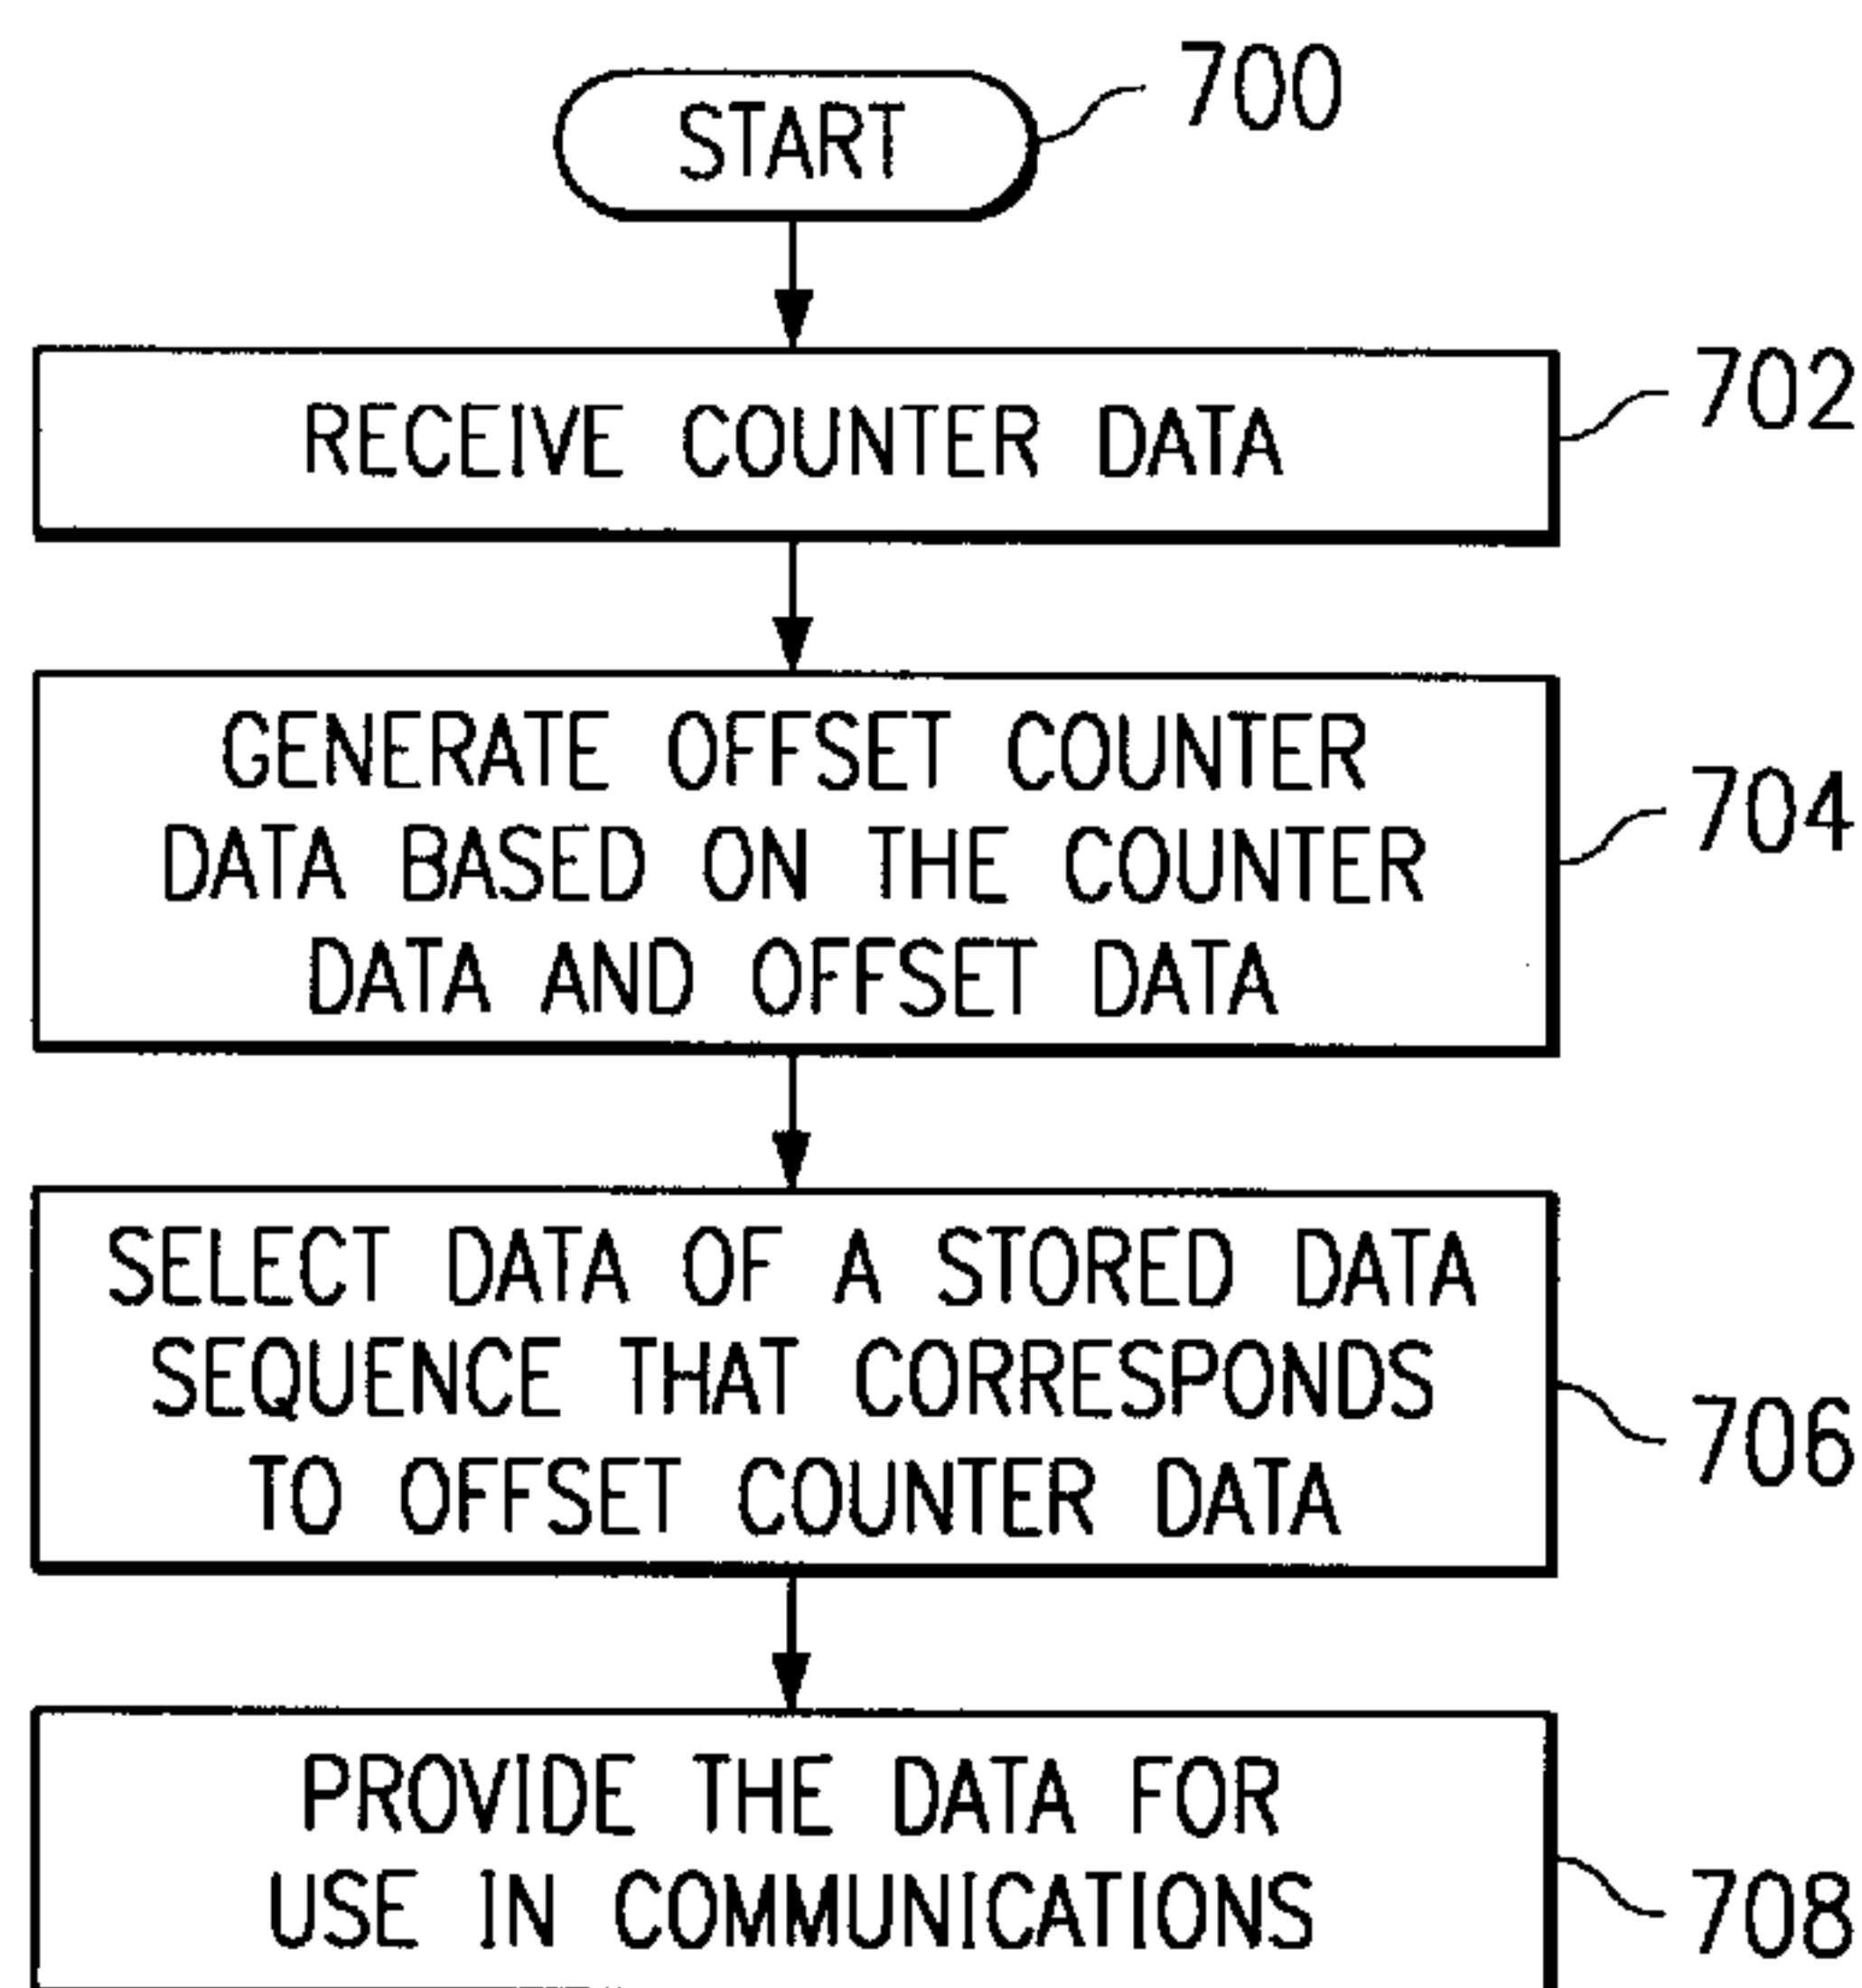 START
700
RECEIVE COUNTER DATA
702
GENERATE OFFSET COUNTER
DATA BASED ON THE COUNTER
DATA AND OFFSET DATA
704
SELECT DATA OF A STORED DATA
SEQUENCE THAT CORRESPONDS
TO OFFSET COUNTER DATA
706
PROVIDE THE DATA FOR
USE IN COMMUNICATIONS
708